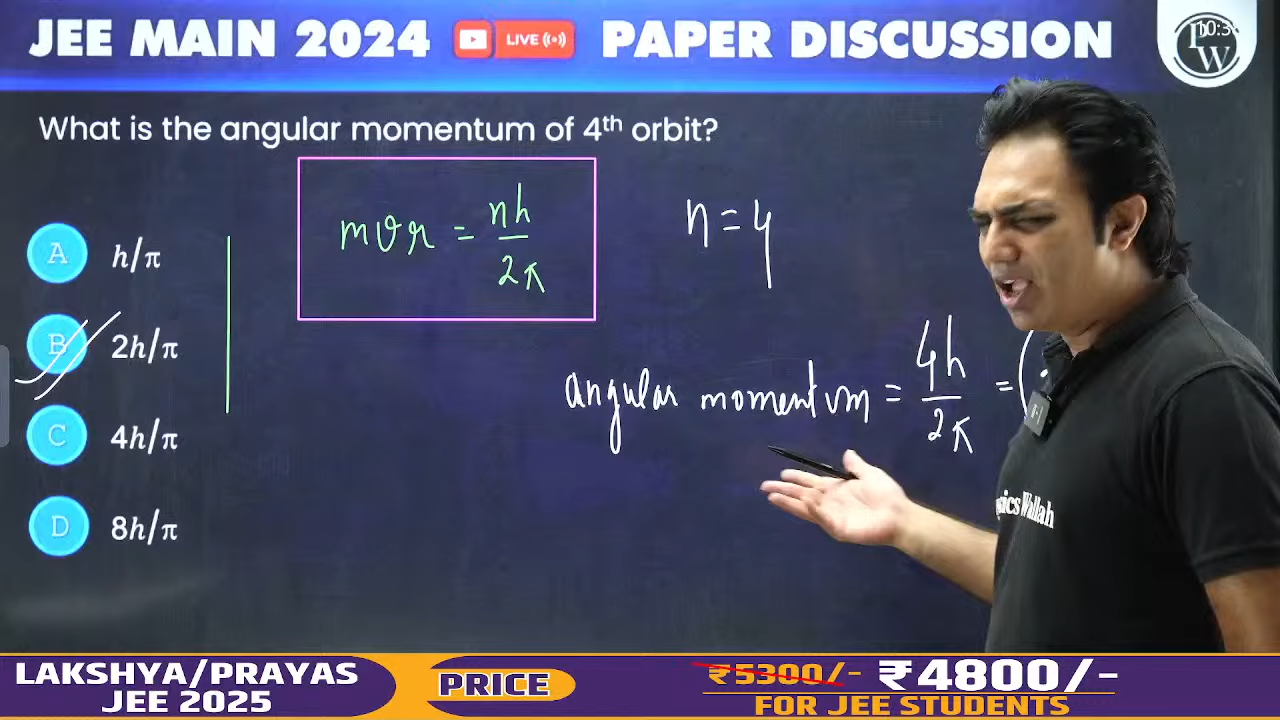 JEE MAIN 2024 LIVE PAPER DISCUSSION
What is the angular momentum of 4th orbit?
mvr = nh/2π
n = 4
A h/π
B 2h/π
C 4h/π
D 8h/π
angular momentum = 4h/2π = (
Wallah
LAKSHYA/PRAYAS
JEE 2025
PRICE
₹5300/- ₹4800/-
FOR JEE STUDENTS